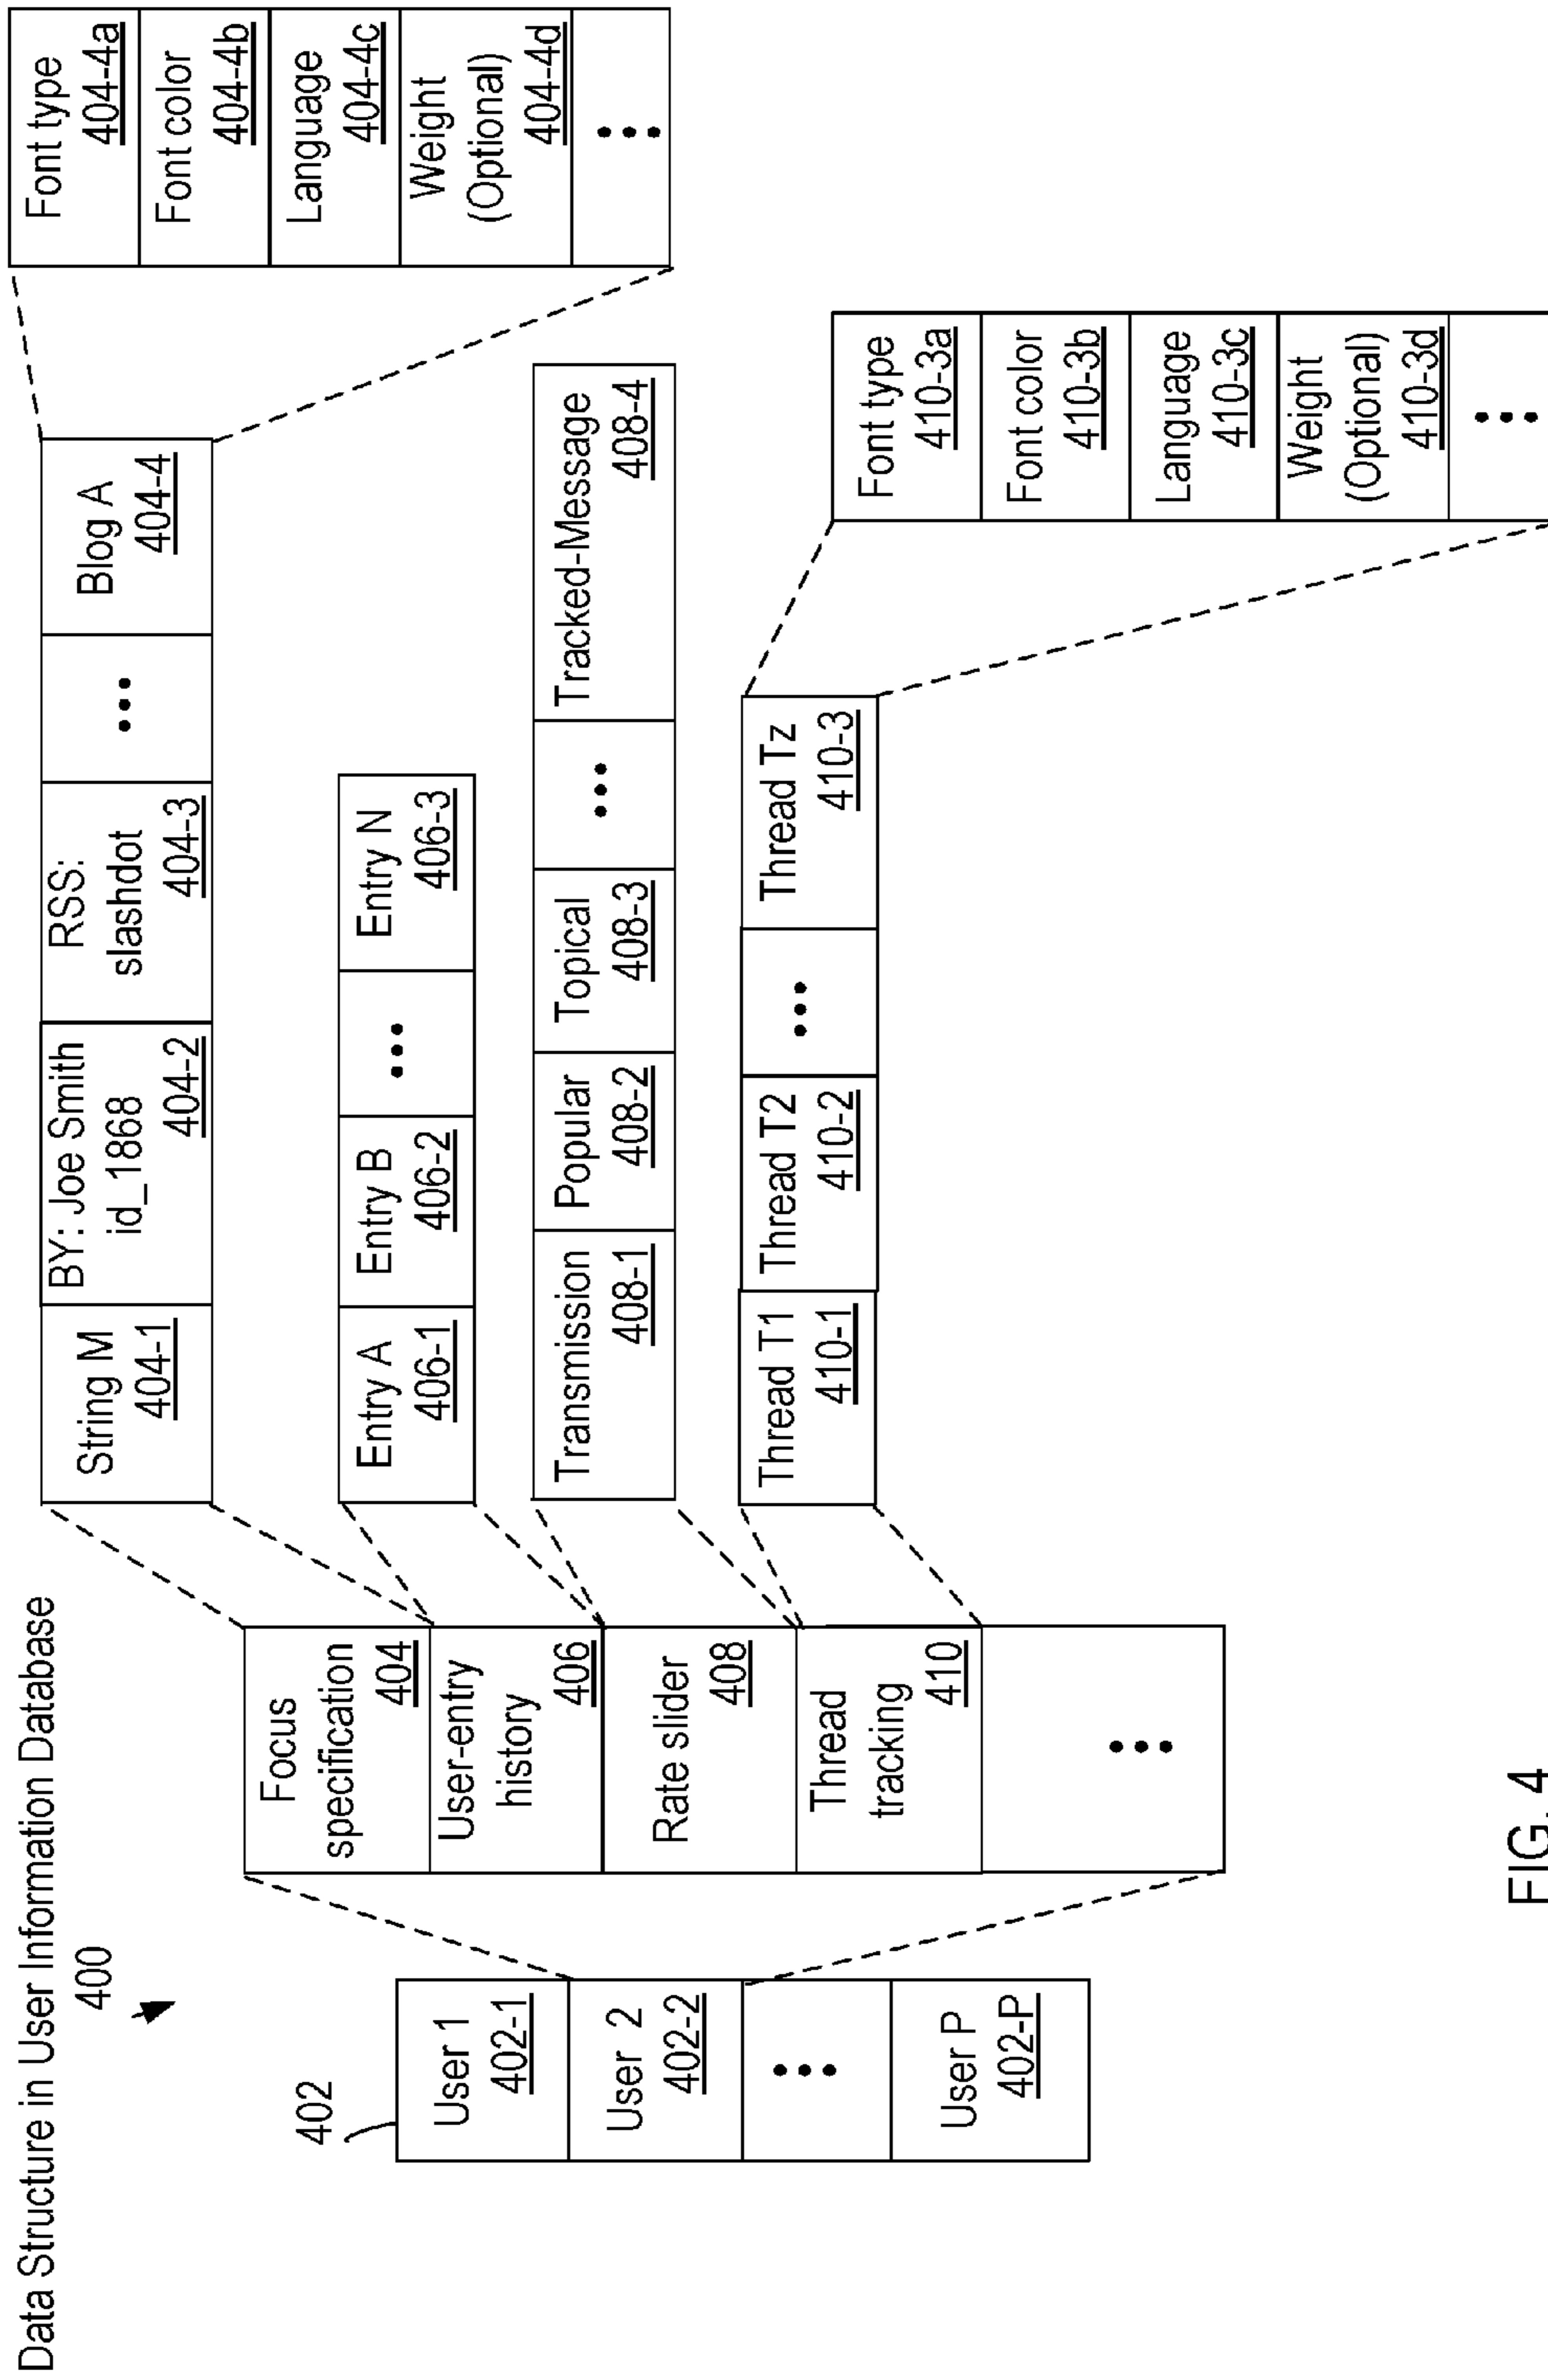 Data Structure in User Information Database
400
402
User 1
402-1
User 2
402-2
•••
User P
402-P
Focus
specification
404
User-entry
history
406
Rate slider
408
Thread
tracking
410
•••
String M
404-1
BY: Joe Smith
id_1868
404-2
RSS:
slashdot
404-3
•••
Blog A
404-4
Entry A
406-1
Entry B
406-2
•••
Entry N
406-3
Transmission
408-1
Popular
408-2
Topical
408-3
•••
Tracked-Message
408-4
Thread T1
410-1
Thread T2
410-2
•••
Thread Tz
410-3
Font type
404-4a
Font color
404-4b
Language
404-4c
Weight
(Optional)
404-4d
•••
Font type
410-3a
Font color
410-3b
Language
410-3c
Weight
(Optional)
410-3d
•••
FIG. 4